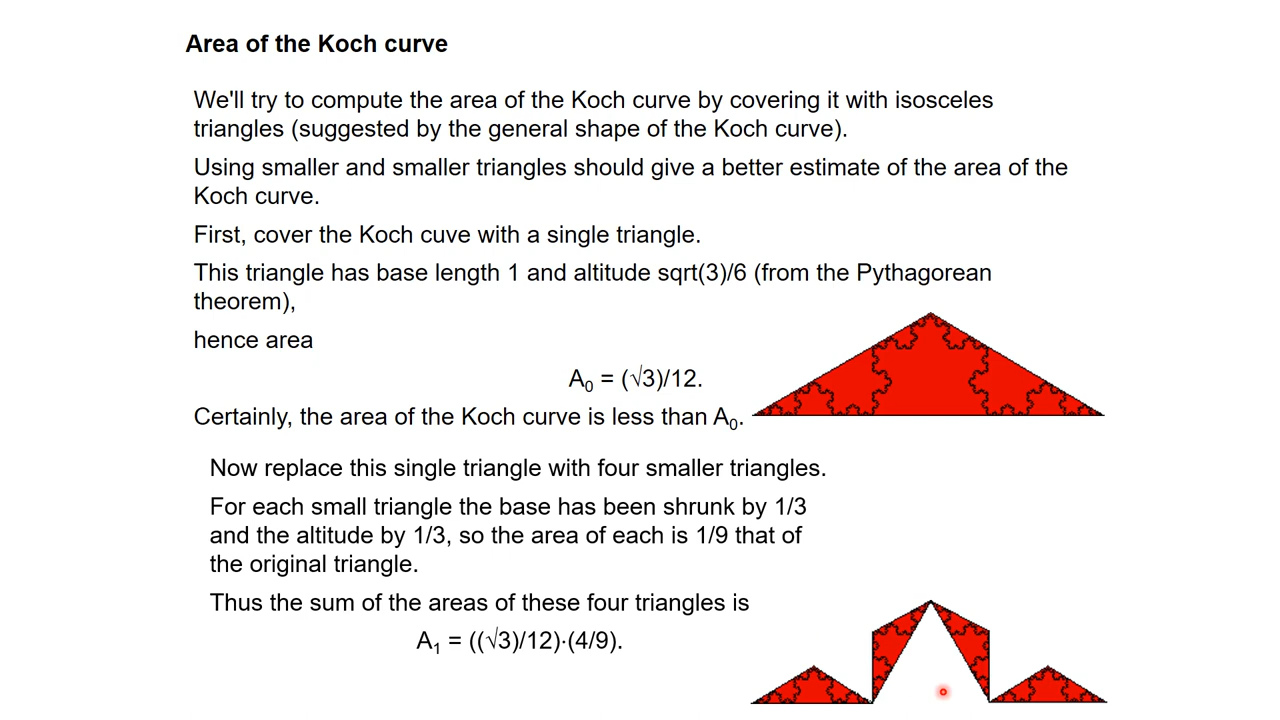 Area of the Koch curve
We'll try to compute the area of the Koch curve by covering it with isosceles
triangles (suggested by the general shape of the Koch curve).
Using smaller and smaller triangles should give a better estimate of the area of the
Koch curve.
First, cover the Koch cuve with a single triangle.
This triangle has base length 1 and altitude sqrt(3)/6 (from the Pythagorean
theorem),
hence area
A₀ = (√3)/12.
Certainly, the area of the Koch curve is less than A₀.
Now replace this single triangle with four smaller triangles.
For each small triangle the base has been shrunk by 1/3
and the altitude by 1/3, so the area of each is 1/9 that of
the original triangle.
Thus the sum of the areas of these four triangles is
A₁ = ((√3)/12)·(4/9).